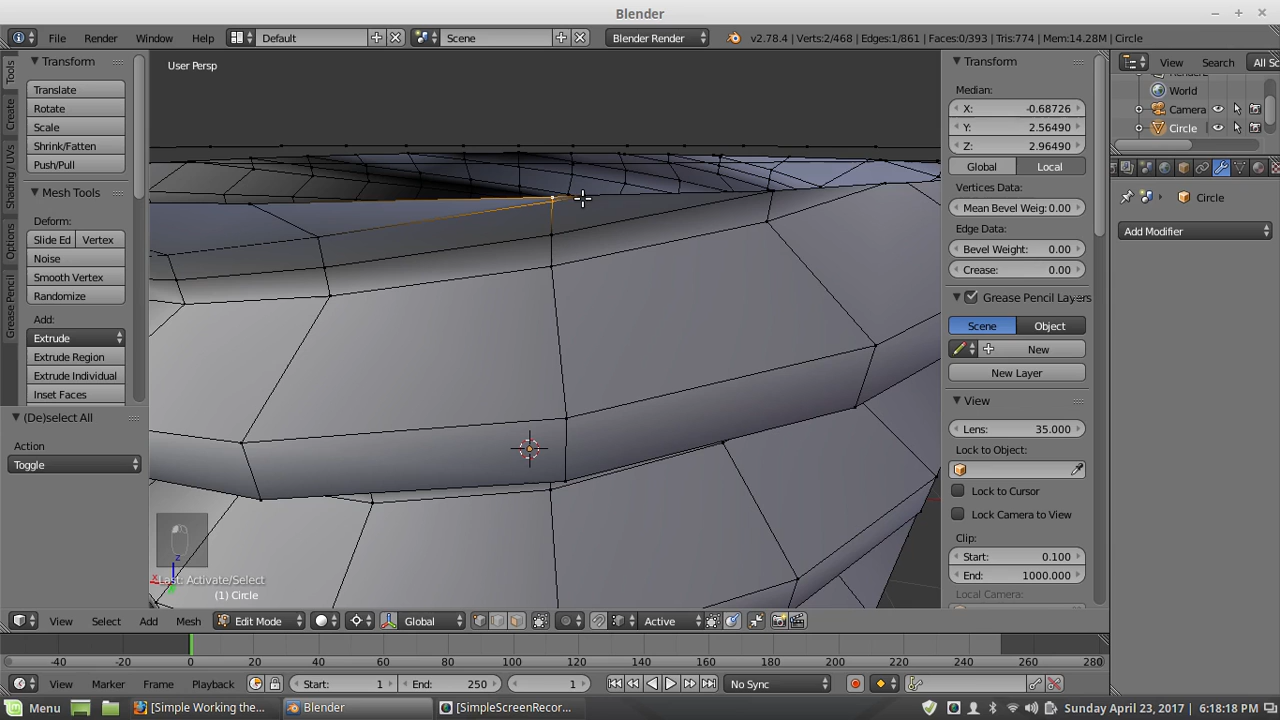 Blender
File Render Window Help Default Scene Blender Render v2.78.4 | Verts:2/468 | Edges:1/861 | Faces:0/393 | Tris:774 | Mem:14.28M | Circle
Tools
Create
Shading / UVs
Options
Grease Pencil
Transform
Translate
Rotate
Scale
Shrink/Fatten
Push/Pull
Mesh Tools
Deform:
Slide Ed Vertex
Noise
Smooth Vertex
Randomize
Add:
Extrude
Extrude Region
Extrude Individual
Inset Faces
(De)select All
Action
Toggle
User Persp
z
x
Last: Activate/Select
(1) Circle
Transform
Median:
X: -0.68726
Y: 2.56490
Z: 2.96490
Global Local
Vertices Data:
Mean Bevel Weig: 0.00
Edge Data:
Bevel Weight: 0.00
Crease: 0.00
Grease Pencil Layers
Scene Object
New
New Layer
View
Lens: 35.000
Lock to Object:
Lock to Cursor
Lock Camera to View
Clip:
Start: 0.100
End: 1000.000
Local Camera:
View Search All Sc
World
Camera
Circle
Circle
Add Modifier
View Select Add Mesh Edit Mode Global Active
-40 -20 0 20 40 60 80 100 120 140 160 180 200 220 240 260 280
View Marker Frame Playback Start: 1 End: 250 1 No Sync
Menu [Simple Working the... Blender [SimpleScreenRecor... Sunday April 23, 2017 6:18:18 PM